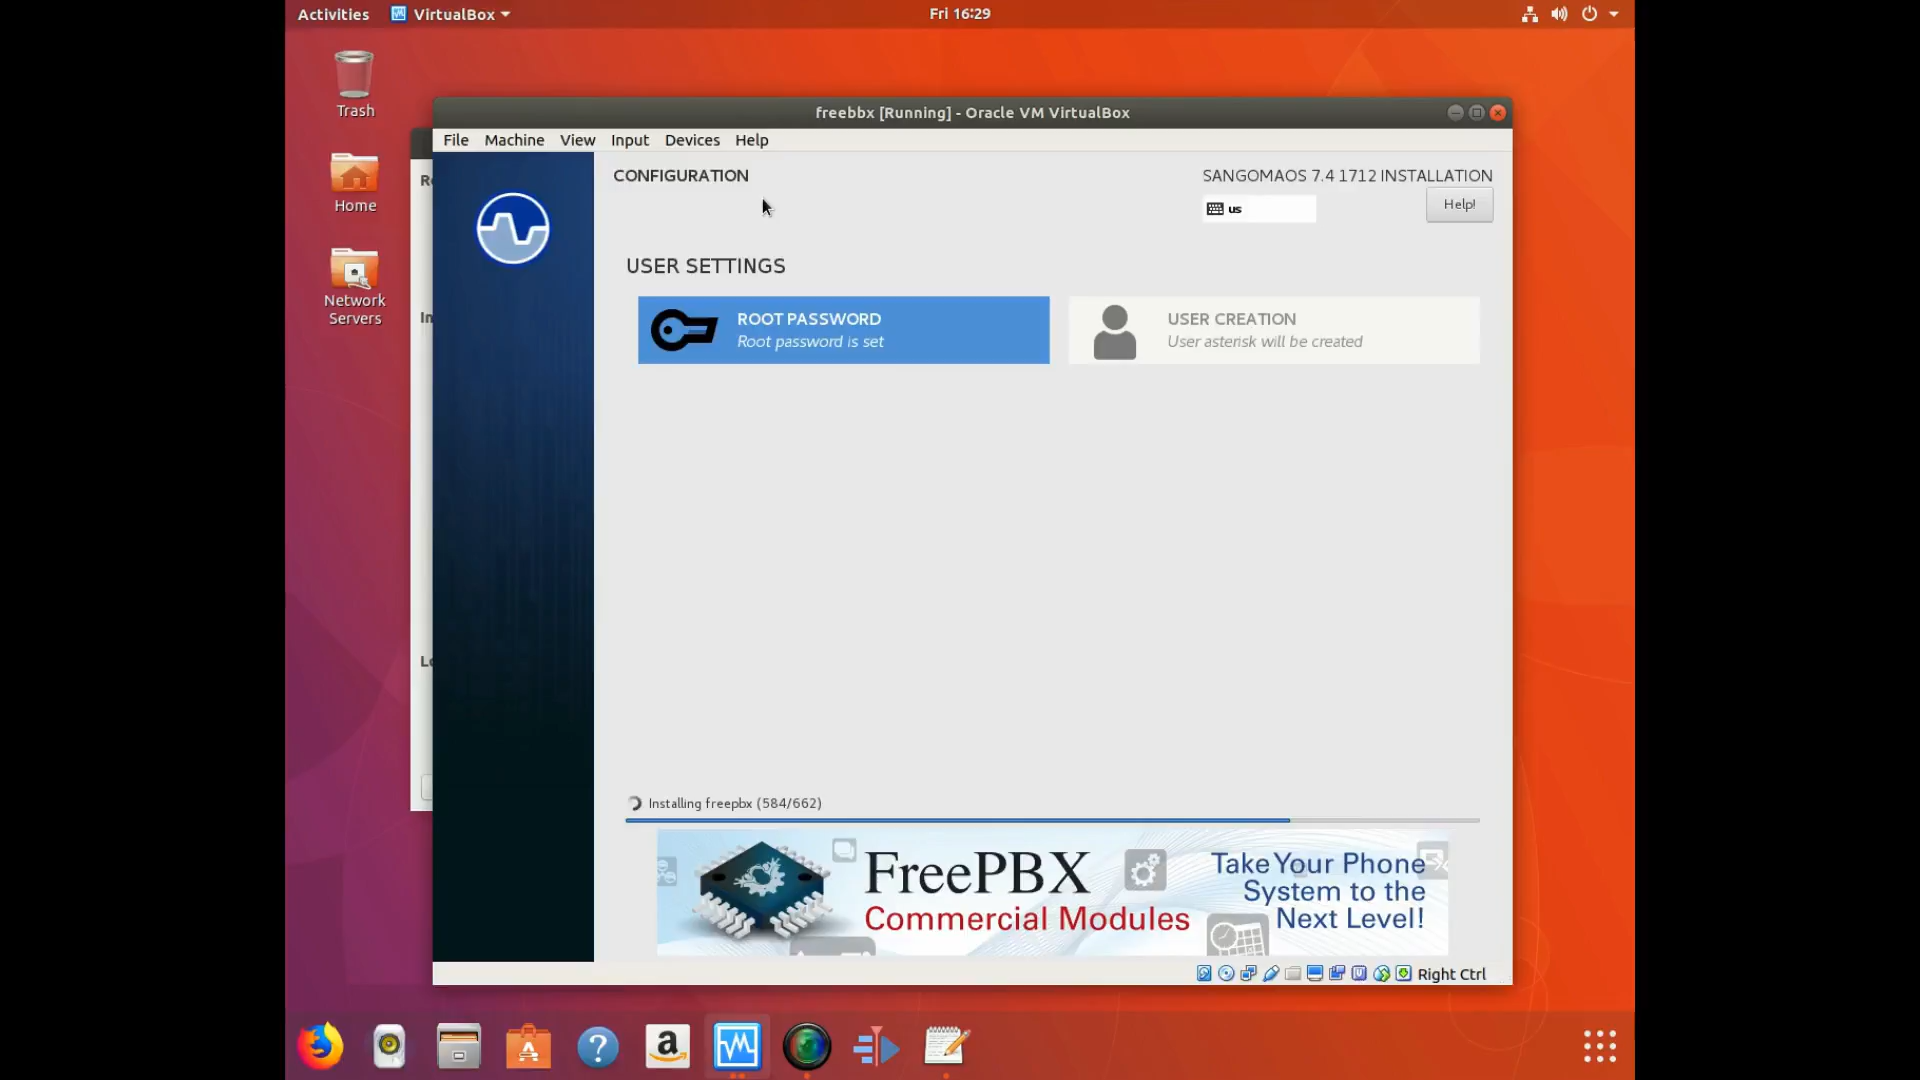 Activities
VirtualBox
Fri 16:29
Trash
Home
Network
Servers
freebbx [Running] - Oracle VM VirtualBox
File Machine View Input Devices Help
CONFIGURATION
SANGOMAOS 7.4 1712 INSTALLATION
us
Help!
USER SETTINGS
ROOT PASSWORD
Root password is set
USER CREATION
User asterisk will be created
Installing freepbx (584/662)
FreePBX
Commercial Modules
Take Your Phone
System to the
Next Level!
Right Ctrl